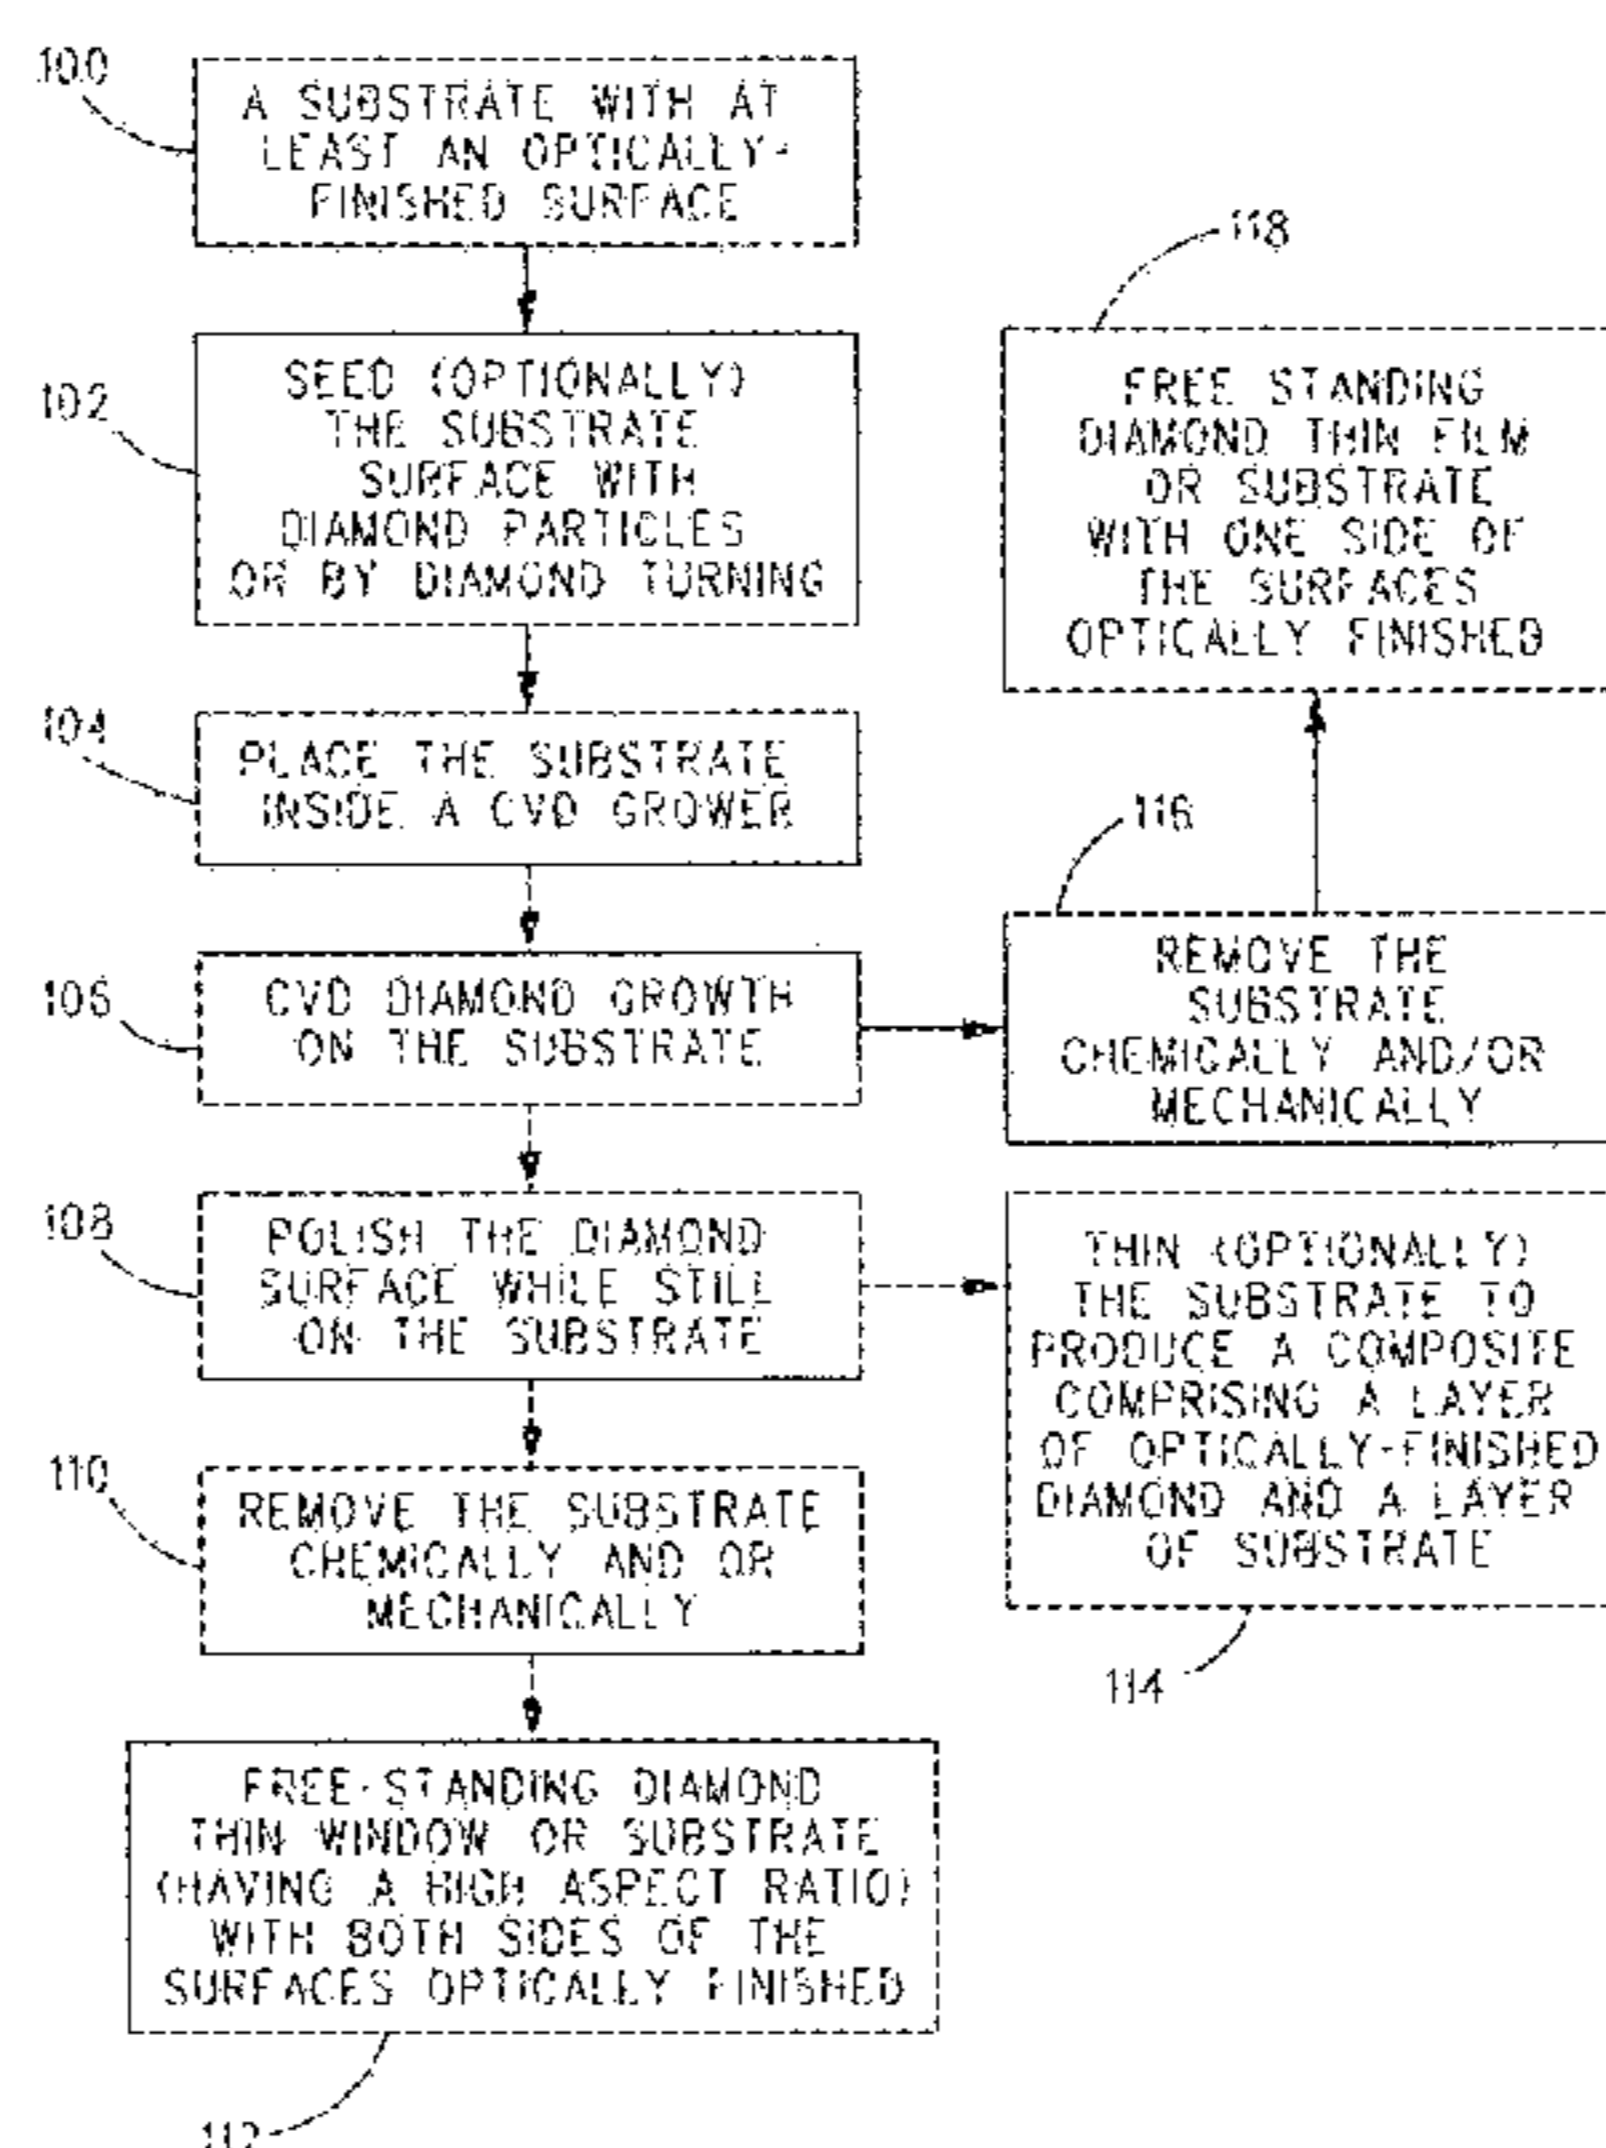 100
A SUBSTRATE WITH AT
LEAST AN OPTICALLY-
FINISHED SURFACE
102
SEED (OPTIONALLY)
THE SUBSTRATE
SURFACE WITH
DIAMOND PARTICLES
OR BY DIAMOND TURNING
104
PLACE THE SUBSTRATE
INSIDE A CVD GROWER
106
CVD DIAMOND GROWTH
ON THE SUBSTRATE
108
POLISH THE DIAMOND
SURFACE WHILE STILL
ON THE SUBSTRATE
110
REMOVE THE SUBSTRATE
CHEMICALLY AND OR
MECHANICALLY
FREE-STANDING DIAMOND
THIN WINDOW OR SUBSTRATE
(HAVING A HIGH ASPECT RATIO)
WITH BOTH SIDES OF THE
SURFACES OPTICALLY FINISHED
112
118
FREE STANDING
DIAMOND THIN FILM
OR SUBSTRATE
WITH ONE SIDE OF
THE SURFACES
OPTICALLY FINISHED
116
REMOVE THE
SUBSTRATE
CHEMICALLY AND/OR
MECHANICALLY
THIN (OPTIONALLY)
THE SUBSTRATE TO
PRODUCE A COMPOSITE
COMPRISING A LAYER
OF OPTICALLY-FINISHED
DIAMOND AND A LAYER
OF SUBSTRATE
114